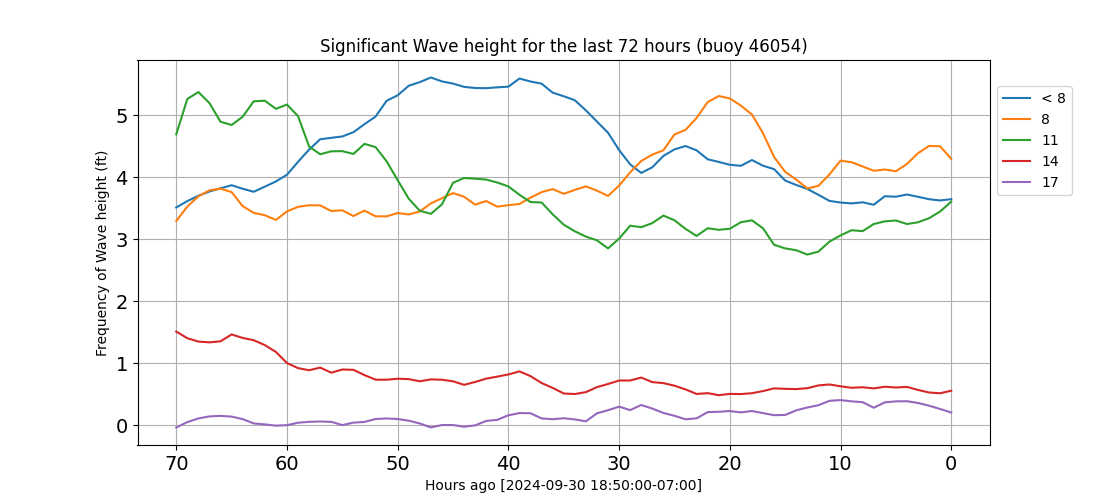 Significant Wave height for the last 72 hours (buoy 46054)
Frequency of Wave height (ft)
5
4
3
2
1
0
70 60 50 40 30 20 10 0
Hours ago [2024-09-30 18:50:00-07:00]
< 8
8
11
14
17